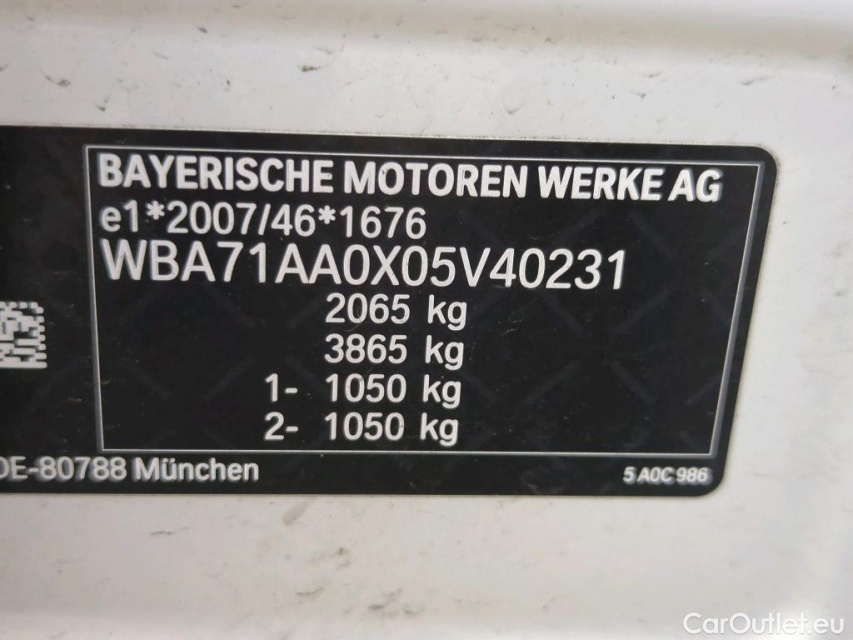 BAYERISCHE MOTOREN WERKE AG
e1*2007/46*1676
WBA71AA0X05V40231
2065 kg
3865 kg
1- 1050 kg
2- 1050 kg
DE-80788 München
5 A0C 986
CarOutlet.eu